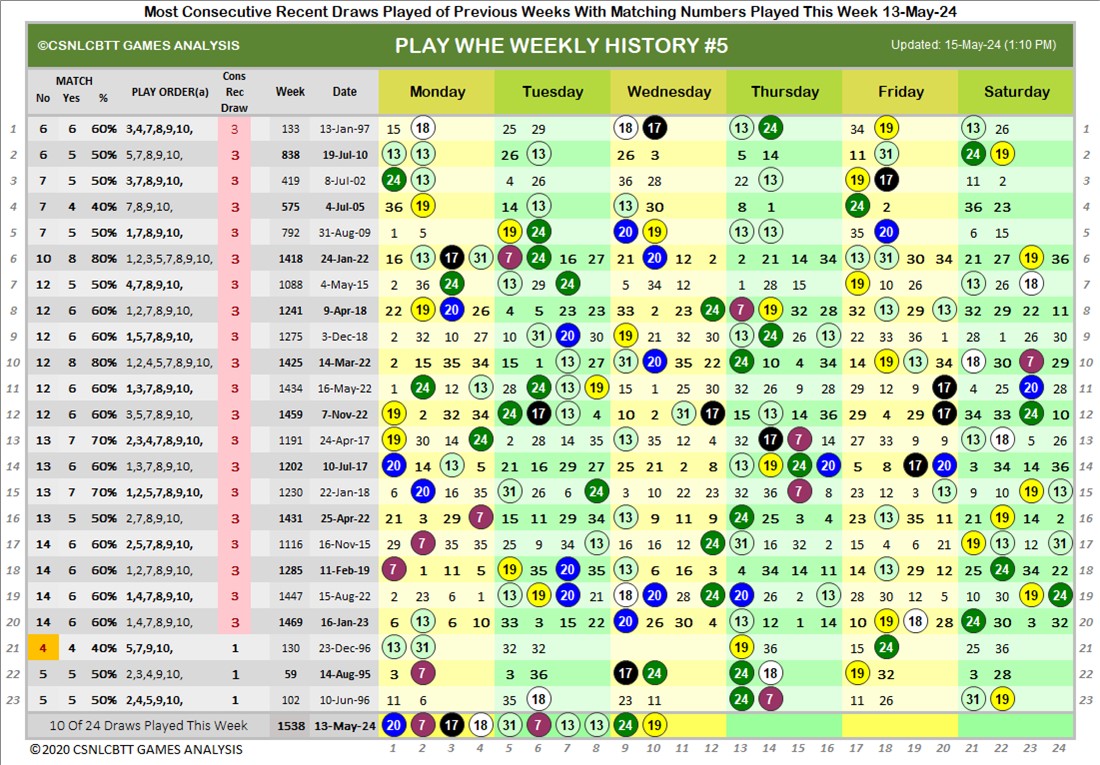 Most Consecutive Recent Draws Played of Previous Weeks With Matching Numbers Played This Week 13-May-24
©CSNLCBTT GAMES ANALYSIS PLAY WHE WEEKLY HISTORY #5 Updated: 15-May-24 (1:10 PM)
No MATCH Yes % PLAY ORDER(a) Cons Rec Draw Week Date Monday Tuesday Wednesday Thursday Friday Saturday
1 6 6 60% 3,4,7,8,9,10, 3 133 13-Jan-97 15 18 25 29 18 17 13 24 34 19 13 26 1
2 6 5 50% 5,7,8,9,10, 3 838 19-Jul-10 13 13 26 13 26 3 5 14 11 31 24 19 2
3 7 5 50% 3,7,8,9,10, 3 419 8-Jul-02 24 13 4 26 36 28 22 13 19 17 11 2 3
4 7 4 40% 7,8,9,10, 3 575 4-Jul-05 36 19 14 13 13 30 8 1 24 2 36 23 4
5 7 5 50% 1,7,8,9,10, 3 792 31-Aug-09 1 5 19 24 20 19 13 13 35 20 6 15 5
6 10 8 80% 1,2,3,5,7,8,9,10, 3 1418 24-Jan-22 16 13 17 31 7 24 16 27 21 20 12 2 2 21 14 34 13 31 30 34 21 27 19 36 6
7 12 5 50% 4,7,8,9,10, 3 1088 4-May-15 2 36 24 13 29 24 5 34 12 1 28 15 19 10 26 13 26 18 7
8 12 6 60% 1,2,7,8,9,10, 3 1241 9-Apr-18 22 19 20 26 4 5 23 23 33 2 23 24 7 19 32 28 32 13 29 13 32 29 22 11 8
9 12 6 60% 1,5,7,8,9,10, 3 1275 3-Dec-18 2 32 10 27 10 31 20 9 19 21 32 30 13 24 26 13 22 33 36 1 28 1 26 30 9
10 12 8 80% 1,2,4,5,7,8,9,10, 3 1425 14-Mar-22 2 15 35 34 15 1 13 27 31 20 35 22 24 10 4 34 14 19 13 34 18 30 7 29 10
11 12 6 60% 1,3,7,8,9,10, 3 1434 16-May-22 1 24 12 13 28 24 13 19 15 1 25 30 32 26 9 28 29 12 9 17 4 25 20 11 11
12 12 6 60% 3,5,7,8,9,10, 3 1459 7-Nov-22 19 2 32 34 24 17 13 4 10 2 31 17 15 13 14 36 29 4 29 17 34 33 24 10 12
13 13 7 70% 2,3,4,7,8,9,10, 3 1191 24-Apr-17 19 30 14 24 2 28 14 35 13 35 12 4 32 17 7 14 27 33 9 9 13 18 5 26 13
14 13 6 60% 1,3,7,8,9,10, 3 1202 10-Jul-17 20 14 13 5 21 16 29 27 25 21 2 8 13 19 24 20 5 8 17 20 3 34 14 36 14
15 13 7 70% 1,2,5,7,8,9,10, 3 1230 22-Jan-18 6 20 16 35 31 26 6 24 3 10 22 23 32 36 7 8 23 12 3 13 9 10 19 13 15
16 13 5 50% 2,7,8,9,10, 3 1431 25-Apr-22 21 3 29 7 15 11 29 34 13 9 11 9 24 25 3 4 23 13 35 11 21 19 14 2 16
17 14 6 60% 2,5,7,8,9,10, 3 1116 16-Nov-15 29 7 35 35 25 9 34 13 16 16 12 24 31 16 32 2 15 4 6 21 19 13 12 31 17
18 14 6 60% 1,2,7,8,9,10, 3 1285 11-Feb-19 7 1 11 5 19 35 20 35 13 6 16 3 4 34 14 11 14 13 29 12 22 24 34 22 18
19 14 6 60% 1,4,7,8,9,10, 3 1447 15-Aug-22 2 23 6 1 13 19 20 21 18 20 28 24 20 26 2 13 28 30 12 5 10 30 19 24 19
20 14 6 60% 1,4,7,8,9,10, 3 1469 16-Jan-23 6 13 6 10 33 3 15 22 20 26 30 4 13 12 1 14 10 19 18 28 24 30 3 32 20
21 4 4 40% 5,7,9,10, 1 130 23-Dec-96 13 31 32 32 19 36 15 24 25 36 21
22 5 5 50% 2,3,4,9,10, 1 59 14-Aug-95 3 7 3 36 17 24 24 18 19 32 3 28 22
23 5 5 50% 2,4,5,9,10, 1 102 10-Jun-96 11 6 35 18 23 11 24 7 11 26 31 19 23
10 Of 24 Draws Played This Week 1538 13-May-24 20 7 17 18 31 7 13 13 24 19
© 2020 CSNLCBTT GAMES ANALYSIS 1 2 3 4 5 6 7 8 9 10 11 12 13 14 15 16 17 18 19 20 21 22 23 24